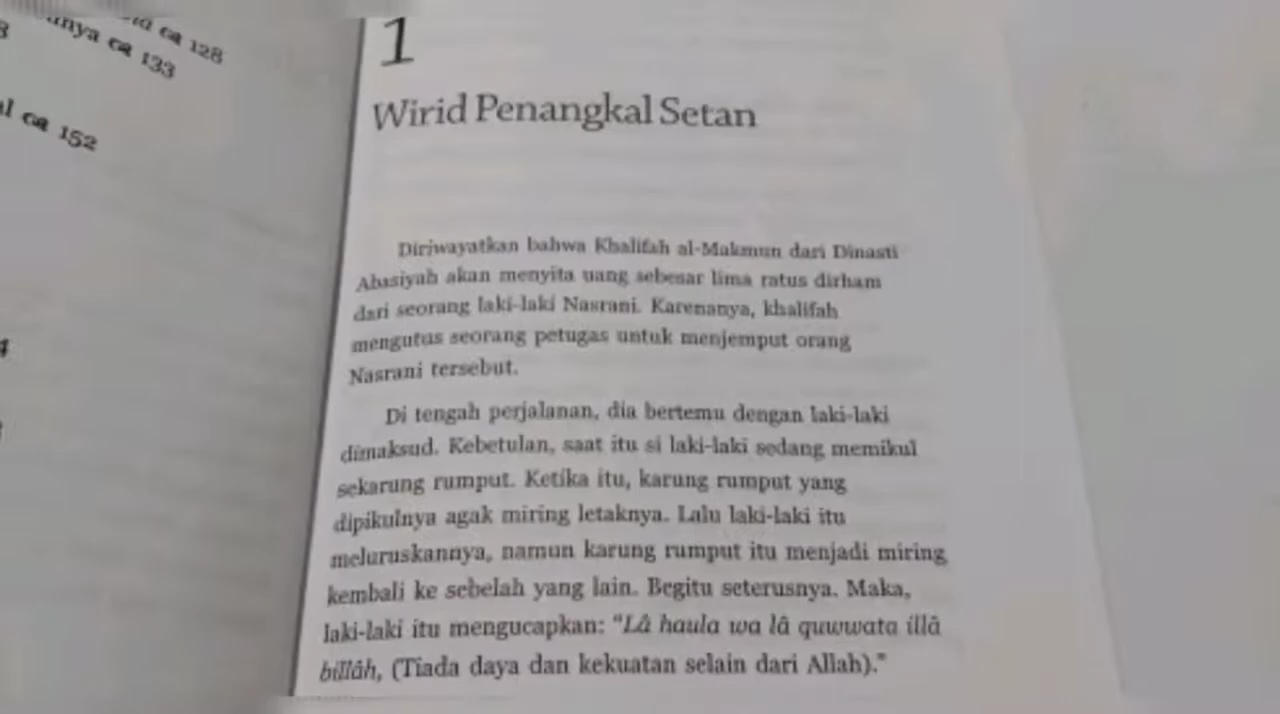 128
133
152
1
Wirid Penangkal Setan
Diriwayatkan bahwa Khalifah al-Makmun dari Dinasti
Abasiyah akan menyita uang sebesar lima ratus dirham
dari seorang laki-laki Nasrani. Karenanya, khalifah
mengutus seorang petugas untuk menjemput orang
Nasrani tersebut.
Di tengah perjalanan, dia bertemu dengan laki-laki
dimaksud. Kebetulan, saat itu si laki-laki sedang memikul
sekarung rumput. Ketika itu, karung rumput yang
dipikulnya agak miring letaknya. Lalu laki-laki itu
meluruskannya, namun karung rumput itu menjadi miring
kembali ke sebelah yang lain. Begitu seterusnya. Maka,
laki-laki itu mengucapkan: "Lâ haula wa lâ quwwata illâ
billâh, (Tiada daya dan kekuatan selain dari Allah)."